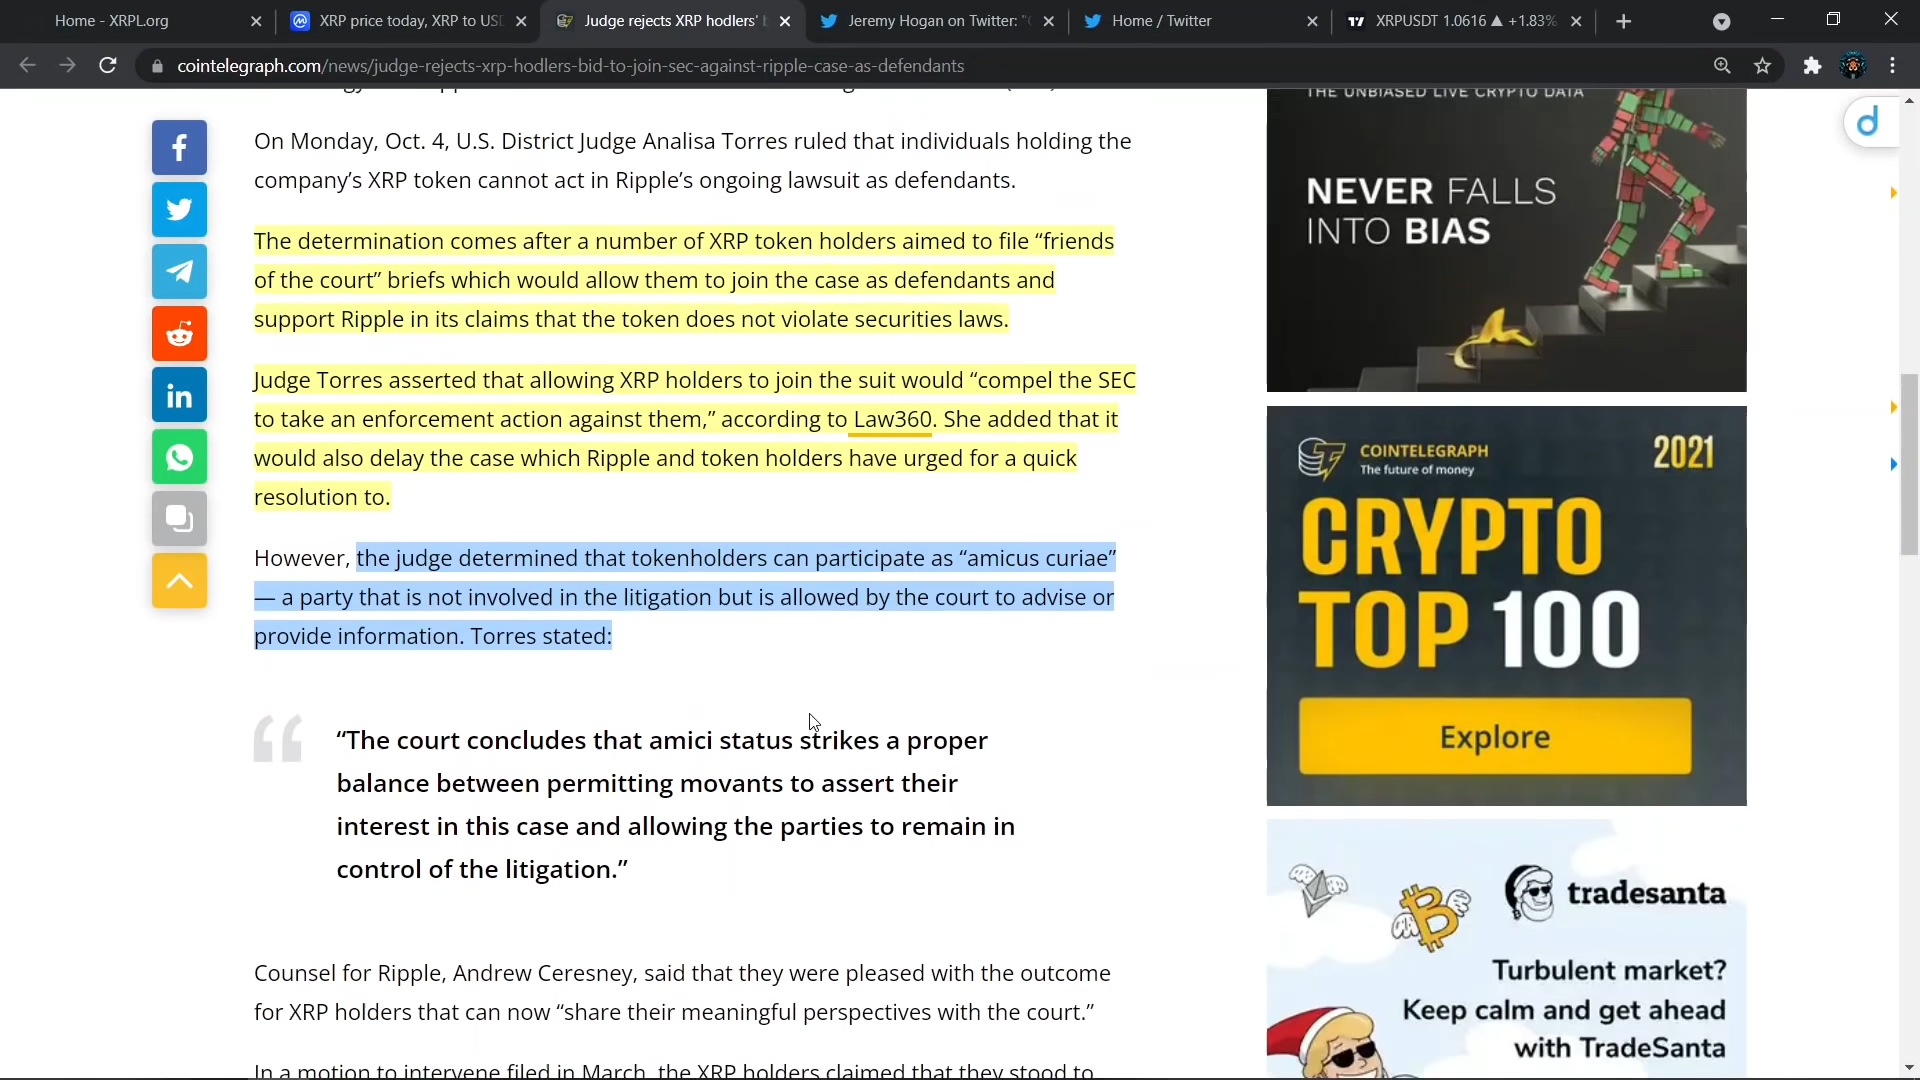 Home - XRPL.org
XRP price today, XRP to USD
Judge rejects XRP hodlers'
Jeremy Hogan on Twitter:
Home / Twitter
XRPUSDT 1.0616 ▲ +1.83%
cointelegraph.com/news/judge-rejects-xrp-hodlers-bid-to-join-sec-against-ripple-case-as-defendants
On Monday, Oct. 4, U.S. District Judge Analisa Torres ruled that individuals holding the
company’s XRP token cannot act in Ripple’s ongoing lawsuit as defendants.
The determination comes after a number of XRP token holders aimed to file “friends
of the court” briefs which would allow them to join the case as defendants and
support Ripple in its claims that the token does not violate securities laws.
Judge Torres asserted that allowing XRP holders to join the suit would “compel the SEC
to take an enforcement action against them,” according to Law360. She added that it
would also delay the case which Ripple and token holders have urged for a quick
resolution to.
However, the judge determined that tokenholders can participate as “amicus curiae”
— a party that is not involved in the litigation but is allowed by the court to advise or
provide information. Torres stated:
“The court concludes that amici status strikes a proper
balance between permitting movants to assert their
interest in this case and allowing the parties to remain in
control of the litigation.”
Counsel for Ripple, Andrew Ceresney, said that they were pleased with the outcome
for XRP holders that can now “share their meaningful perspectives with the court.”
In a motion to intervene filed in March, the XRP holders claimed that they stood to
THE UNBIASED LIVE CRYPTO DATA
NEVER FALLS
INTO BIAS
COINTELEGRAPH
The future of money
2021
CRYPTO
TOP 100
Explore
tradesanta
Turbulent market?
Keep calm and get ahead
with TradeSanta